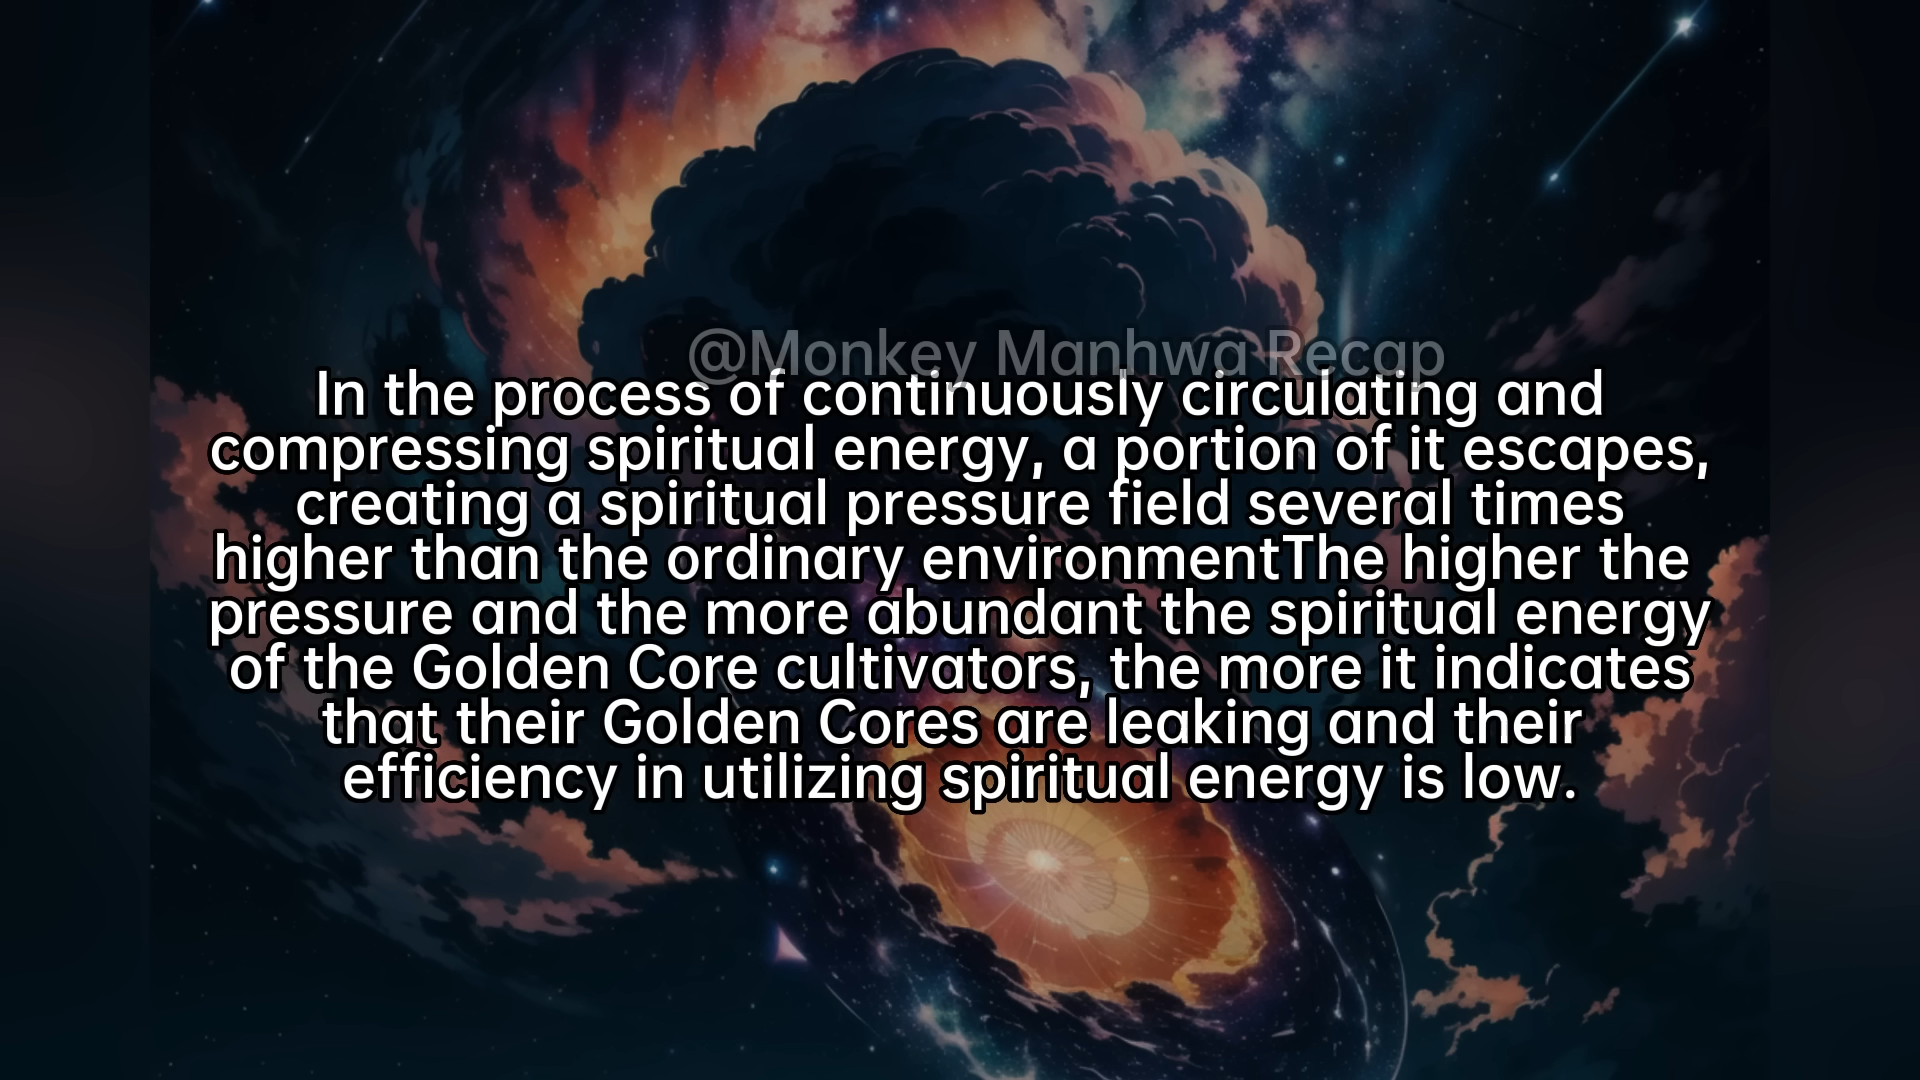 @Monkey Manhwa Recap
In the process of continuously circulating and
compressing spiritual energy, a portion of it escapes,
creating a spiritual pressure field several times
higher than the ordinary environmentThe higher the
pressure and the more abundant the spiritual energy
of the Golden Core cultivators, the more it indicates
that their Golden Cores are leaking and their
efficiency in utilizing spiritual energy is low.